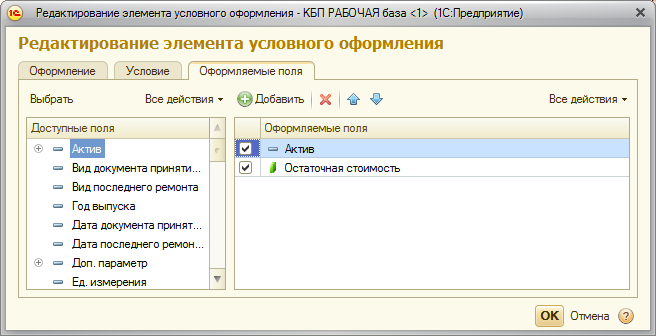 Редактирование элемента условного оформления - КБП РАБОЧАЯ база <1> (1С:Предприятие)
Редактирование элемента условного оформления
Оформление Условие Оформляемые поля
Выбрать Все действия Добавить Все действия
Доступные поля
Актив
Вид документа приняти...
Вид последнего ремонта
Год выпуска
Дата документа принят...
Дата последнего ремон...
Доп. параметр
Ед. измерения
Оформляемые поля
Актив
Остаточная стоимость
OK Отмена ?